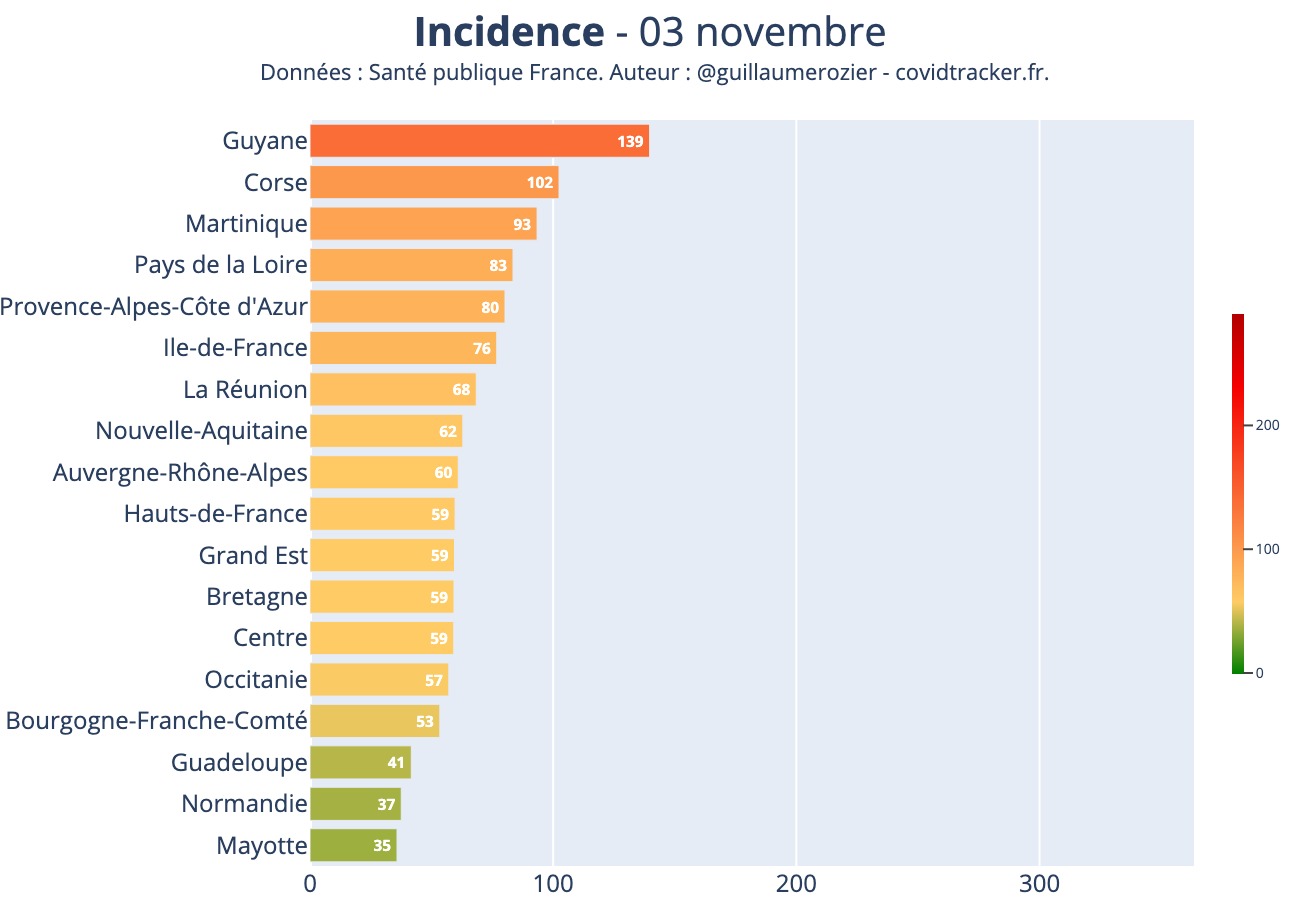 Incidence - 03 novembre
Données : Santé publique France. Auteur : @guillaumerozier - covidtracker.fr.
Guyane 139
Corse 102
Martinique 93
Pays de la Loire 83
Provence-Alpes-Côte d'Azur 80
Ile-de-France 76
La Réunion 68
Nouvelle-Aquitaine 62
Auvergne-Rhône-Alpes 60
Hauts-de-France 59
Grand Est 59
Bretagne 59
Centre 59
Occitanie 57
Bourgogne-Franche-Comté 53
Guadeloupe 41
Normandie 37
Mayotte 35
0 100 200 300
200
100
0